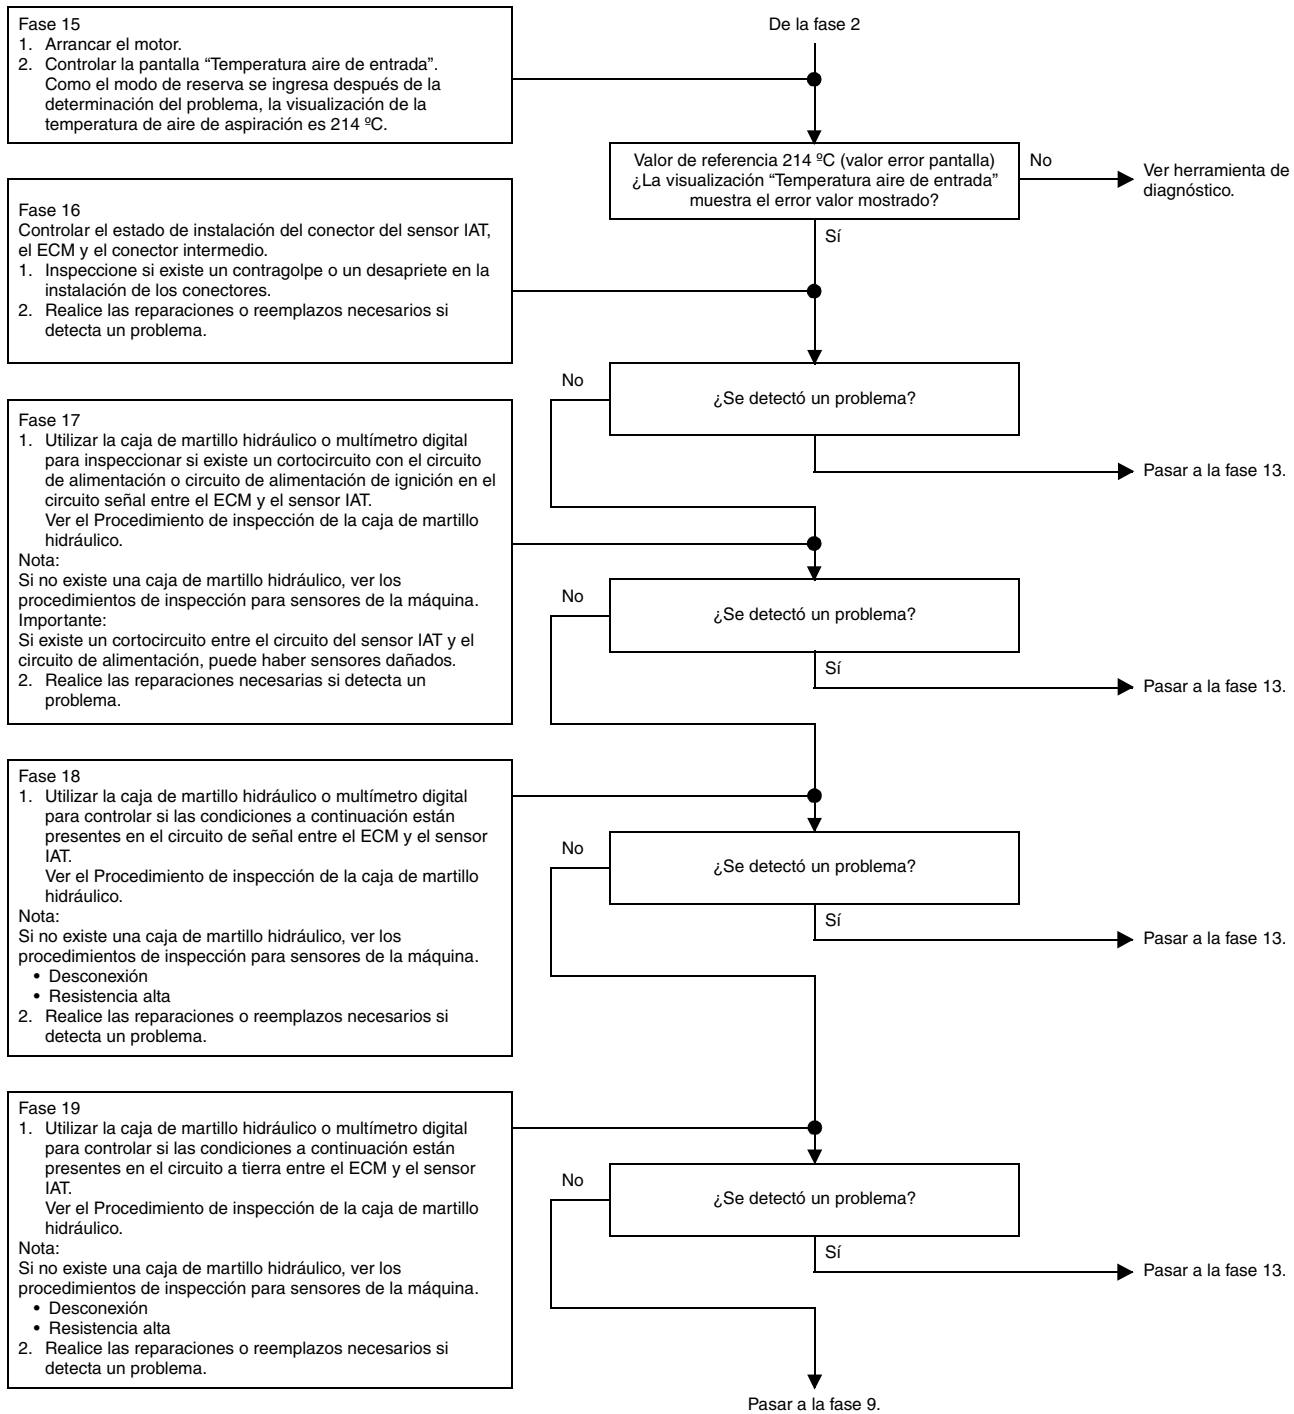 Fase 15
1. Arrancar el motor.
2. Controlar la pantalla “Temperatura aire de entrada”.
Como el modo de reserva se ingresa después de la
determinación del problema, la visualización de la
temperatura de aire de aspiración es 214 ºC.
De la fase 2
Valor de referencia 214 ºC (valor error pantalla)
¿La visualización “Temperatura aire de entrada”
muestra el error valor mostrado?
No
Ver herramienta de
diagnóstico.
Sí
Fase 16
Controlar el estado de instalación del conector del sensor IAT,
el ECM y el conector intermedio.
1. Inspeccione si existe un contragolpe o un desapriete en la
instalación de los conectores.
2. Realice las reparaciones o reemplazos necesarios si
detecta un problema.
No
¿Se detectó un problema?
Pasar a la fase 13.
Fase 17
1. Utilizar la caja de martillo hidráulico o multímetro digital
para inspeccionar si existe un cortocircuito con el circuito
de alimentación o circuito de alimentación de ignición en el
circuito señal entre el ECM y el sensor IAT.
Ver el Procedimiento de inspección de la caja de martillo
hidráulico.
Nota:
Si no existe una caja de martillo hidráulico, ver los
procedimientos de inspección para sensores de la máquina.
Importante:
Si existe un cortocircuito entre el circuito del sensor IAT y el
circuito de alimentación, puede haber sensores dañados.
2. Realice las reparaciones necesarias si detecta un
problema.
No
¿Se detectó un problema?
Sí
Pasar a la fase 13.
Fase 18
1. Utilizar la caja de martillo hidráulico o multímetro digital
para controlar si las condiciones a continuación están
presentes en el circuito de señal entre el ECM y el sensor
IAT.
Ver el Procedimiento de inspección de la caja de martillo
hidráulico.
Nota:
Si no existe una caja de martillo hidráulico, ver los
procedimientos de inspección para sensores de la máquina.
• Desconexión
• Resistencia alta
2. Realice las reparaciones o reemplazos necesarios si
detecta un problema.
No
¿Se detectó un problema?
Sí
Pasar a la fase 13.
Fase 19
1. Utilizar la caja de martillo hidráulico o multímetro digital
para controlar si las condiciones a continuación están
presentes en el circuito a tierra entre el ECM y el sensor
IAT.
Ver el Procedimiento de inspección de la caja de martillo
hidráulico.
Nota:
Si no existe una caja de martillo hidráulico, ver los
procedimientos de inspección para sensores de la máquina.
• Desconexión
• Resistencia alta
2. Realice las reparaciones o reemplazos necesarios si
detecta un problema.
No
¿Se detectó un problema?
Sí
Pasar a la fase 13.
Pasar a la fase 9.